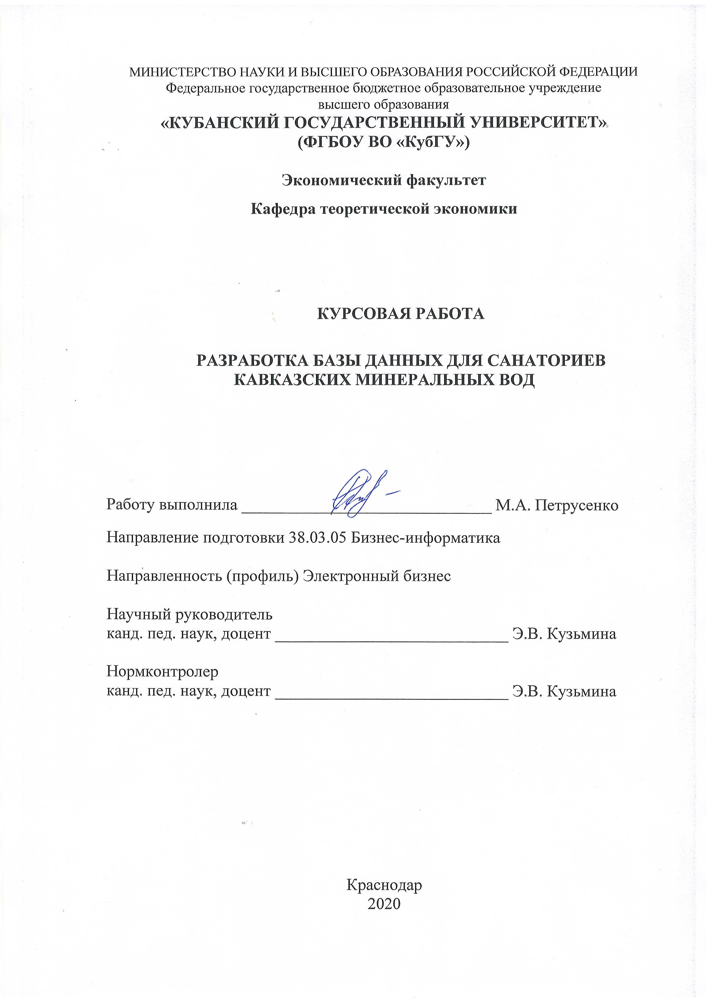 МИНИСТЕРСТВО НАУКИ И ВЫСШЕГО ОБРАЗОВАНИЯ РОССИЙСКОЙ ФЕДЕРАЦИИ
Федеральное государственное бюджетное образовательное учреждение
высшего образования
«КУБАНСКИЙ ГОСУДАРСТВЕННЫЙ УНИВЕРСИТЕТ»
(ФГБОУ ВО «КубГУ»)
Экономический факультет
Кафедра теоретической экономики
КУРСОВАЯ РАБОТА
РАЗРАБОТКА БАЗЫ ДАННЫХ ДЛЯ САНАТОРИЕВ
КАВКАЗСКИХ МИНЕРАЛЬНЫХ ВОД
Работу выполнила ______________________________ М.А. Петрусенко
Направление подготовки 38.03.05 Бизнес-информатика
Направленность (профиль) Электронный бизнес
Научный руководитель
канд. пед. наук, доцент ____________________________ Э.В. Кузьмина
Нормконтролер
канд. пед. наук, доцент ____________________________ Э.В. Кузьмина
Краснодар
2020